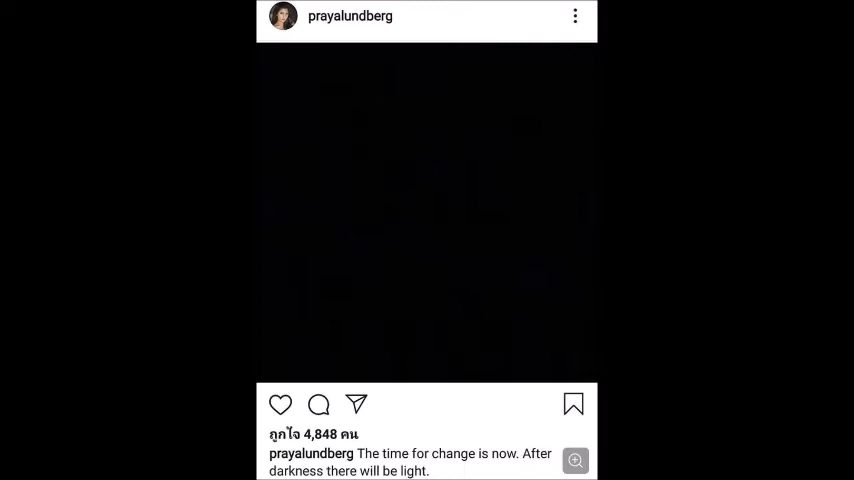 prayalundberg
ถูกใจ 4,848 คน
prayalundberg The time for change is now. After
darkness there will be light.